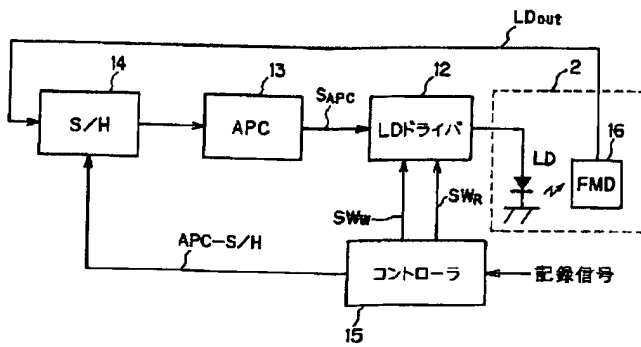 LDout
14
13
12
2
S/H
APC
SAPC
LDドライバ
LD
16
FMD
SWW
SWR
APC-S/H
コントローラ
記録信号
15